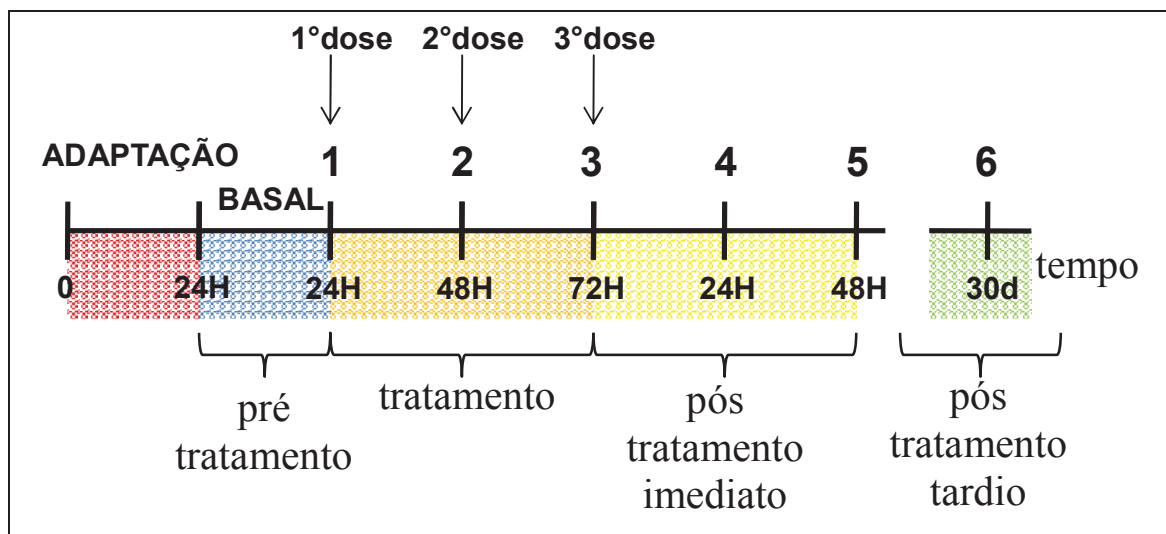 1°dose 2°dose 3°dose
ADAPTAÇÃO 1 2 3 4 5 6
BASAL
0 24H 24H 48H 72H 24H 48H 30d tempo
pré
tratamento
tratamento
pós
tratamento
imediato
pós
tratamento
tardio